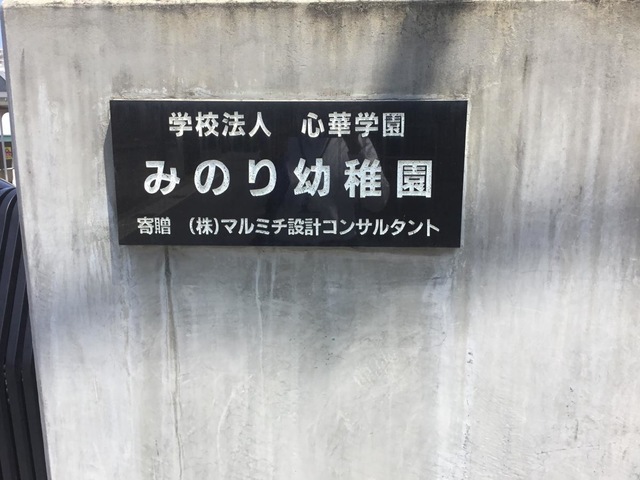 学校法人 心華学園
みのり幼稚園
寄贈 (株)マルミチ設計コンサルタント